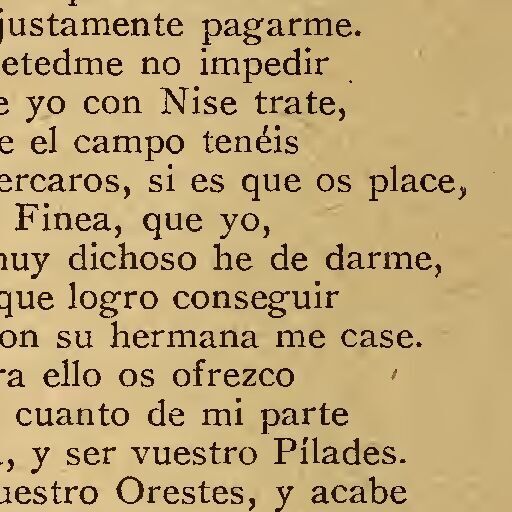 justamente pagarme.
etedme no impedir
e yo con Nise trate,
e el campo tenéis
ercaros, si es que os place,
Finea, que yo,
muy dichoso he de darme,
que logro conseguir
on su hermana me case.
ra ello os ofrezco
cuanto de mi parte
, y ser vuestro Pílades.
uestro Orestes, y acabe